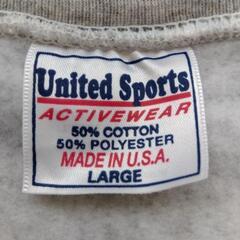 United Sports
ACTIVEWEAR
50% COTTON
50% POLYESTER
MADE IN U.S.A.
LARGE